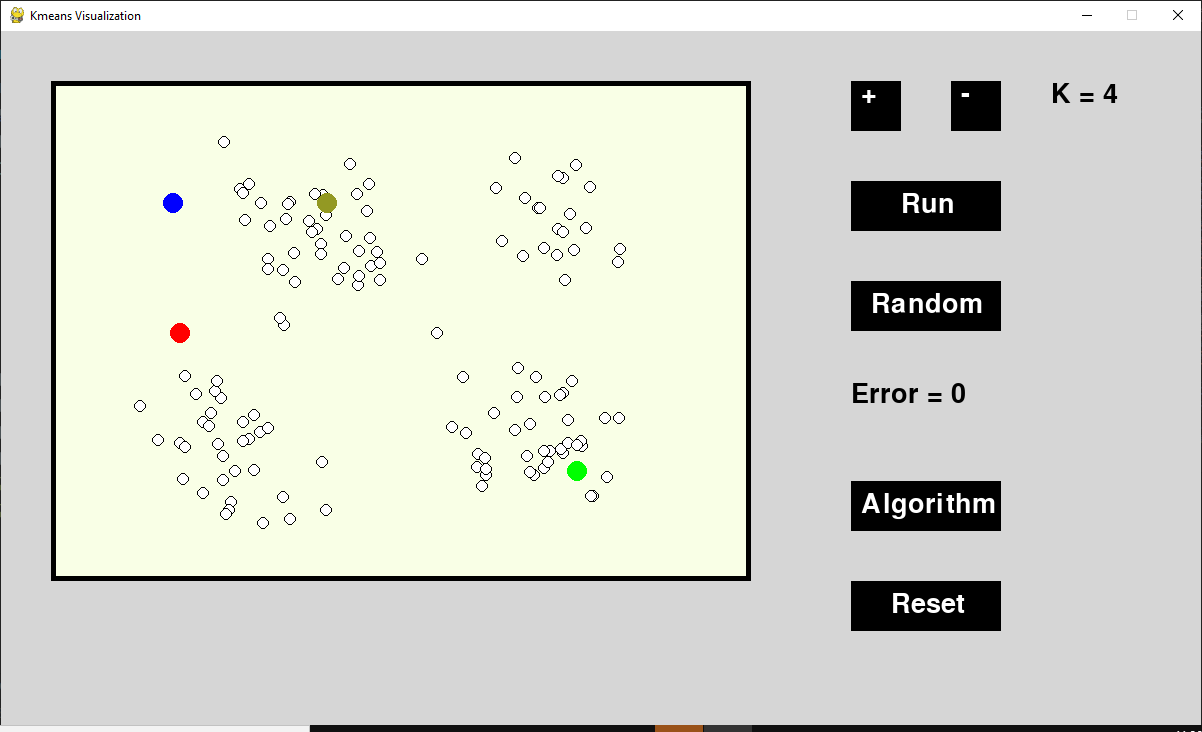 Kmeans Visualization
+ - K = 4
Run
Random
Error = 0
Algorithm
Reset